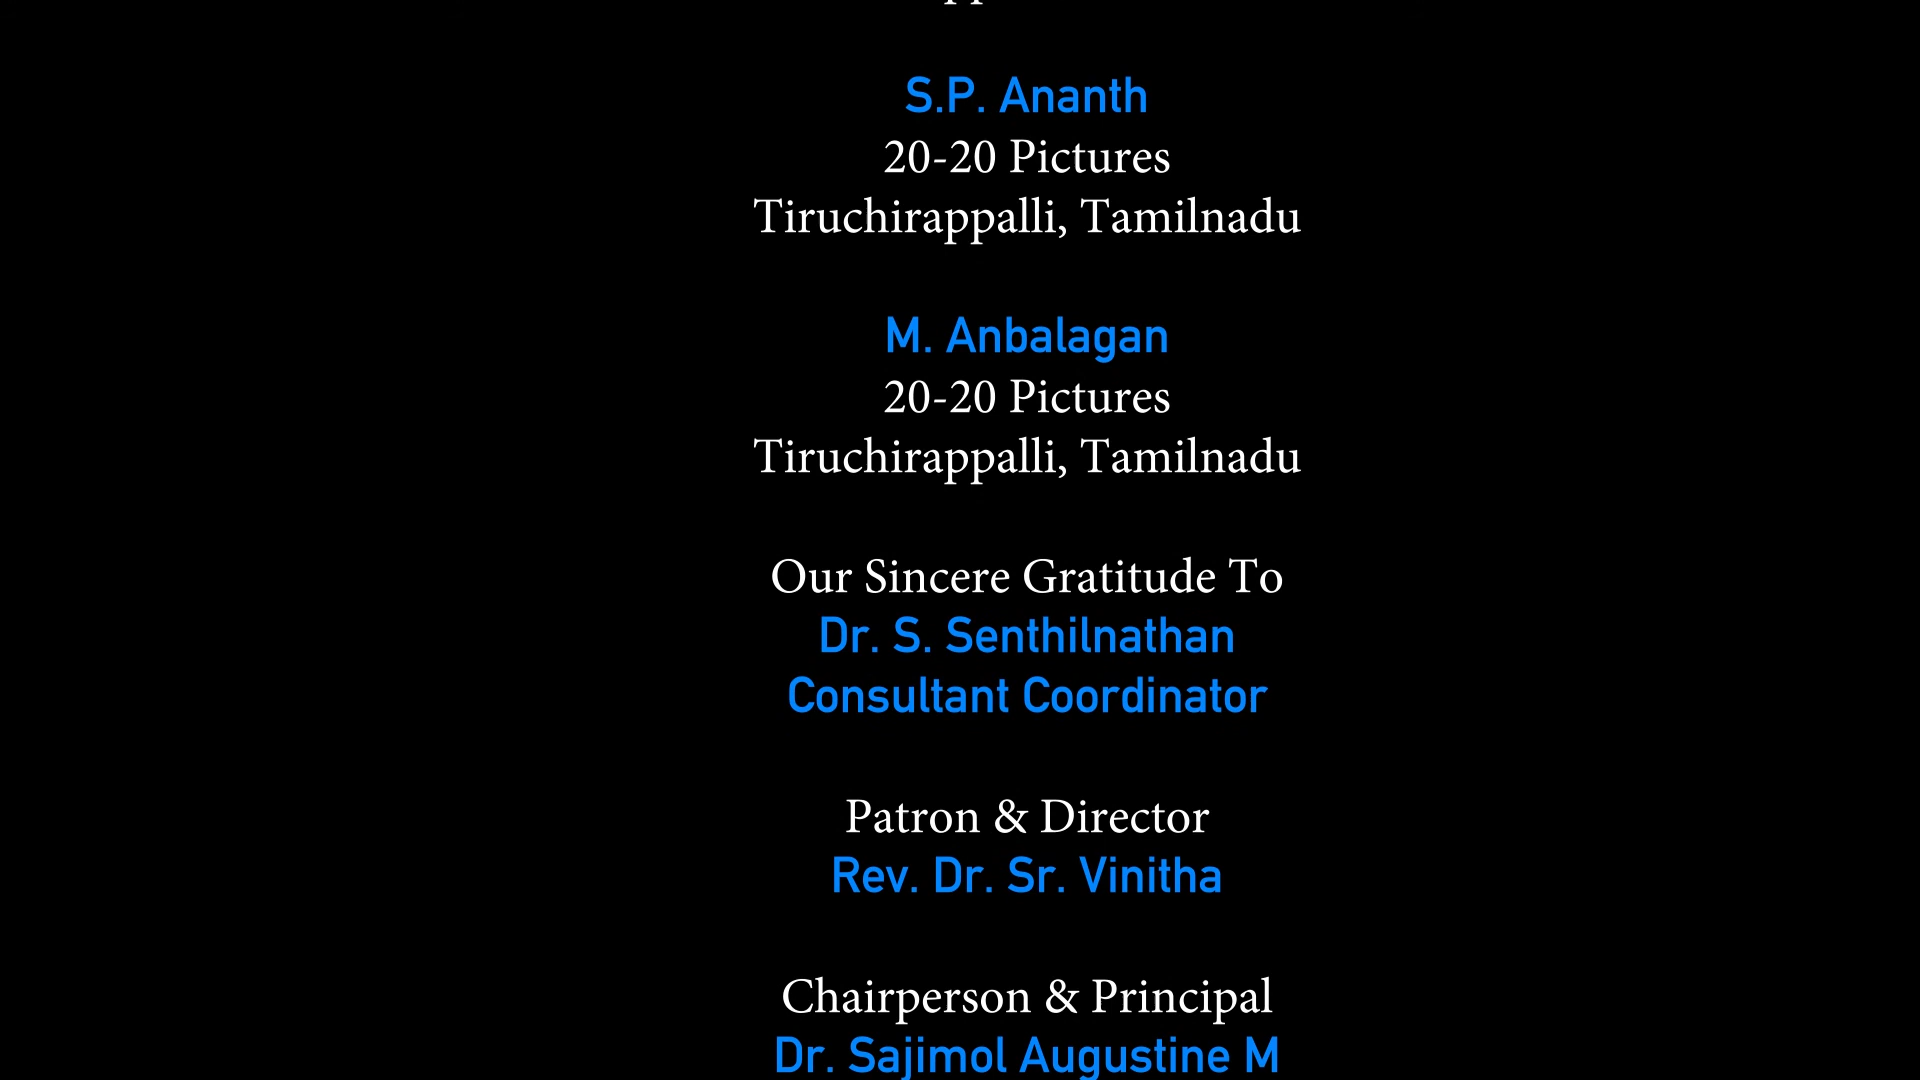 S.P. Ananth
20-20 Pictures
Tiruchirappalli, Tamilnadu
M. Anbalagan
20-20 Pictures
Tiruchirappalli, Tamilnadu
Our Sincere Gratitude To
Dr. S. Senthilnathan
Consultant Coordinator
Patron & Director
Rev. Dr. Sr. Vinitha
Chairperson & Principal
Dr. Sajimol Augustine M